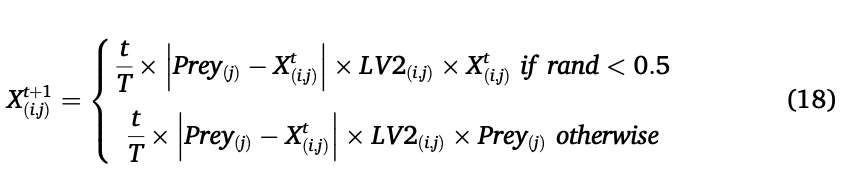 X^{t+1}_{(i,j)} = { t/T × |Prey_{(j)} − X^t_{(i,j)}| × LV2_{(i,j)} × X^t_{(i,j)} if rand < 0.5
t/T × |Prey_{(j)} − X^t_{(i,j)}| × LV2_{(i,j)} × Prey_{(j)} otherwise
(18)